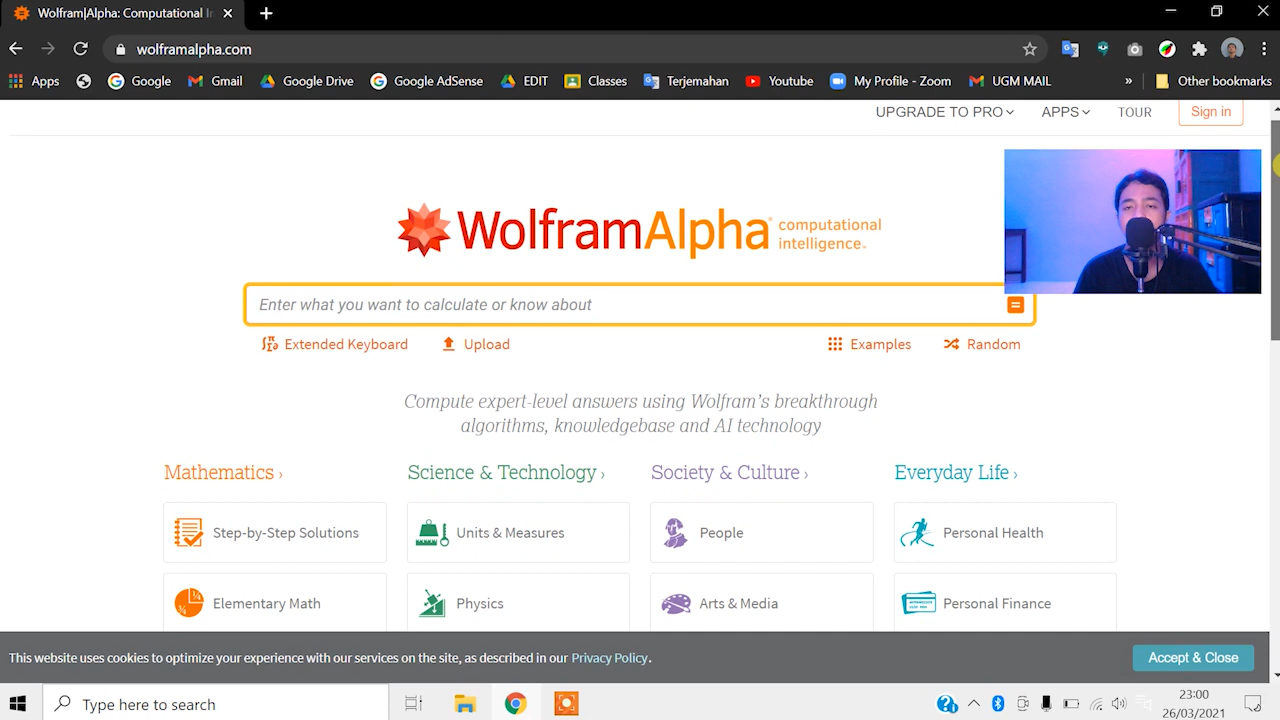 Wolfram|Alpha: Computational In
wolframalpha.com
Apps Google Gmail Google Drive Google AdSense EDIT Classes Terjemahan Youtube My Profile - Zoom UGM MAIL » Other bookmarks
UPGRADE TO PRO APPS TOUR Sign in
WolframAlpha computational
intelligence.
Enter what you want to calculate or know about
Extended Keyboard Upload Examples Random
Compute expert-level answers using Wolfram's breakthrough
algorithms, knowledgebase and AI technology
Mathematics › Science & Technology › Society & Culture › Everyday Life ›
Step-by-Step Solutions Units & Measures People Personal Health
Elementary Math Physics Arts & Media Personal Finance
This website uses cookies to optimize your experience with our services on the site, as described in our Privacy Policy. Accept & Close
Type here to search
23:00
26/03/2021